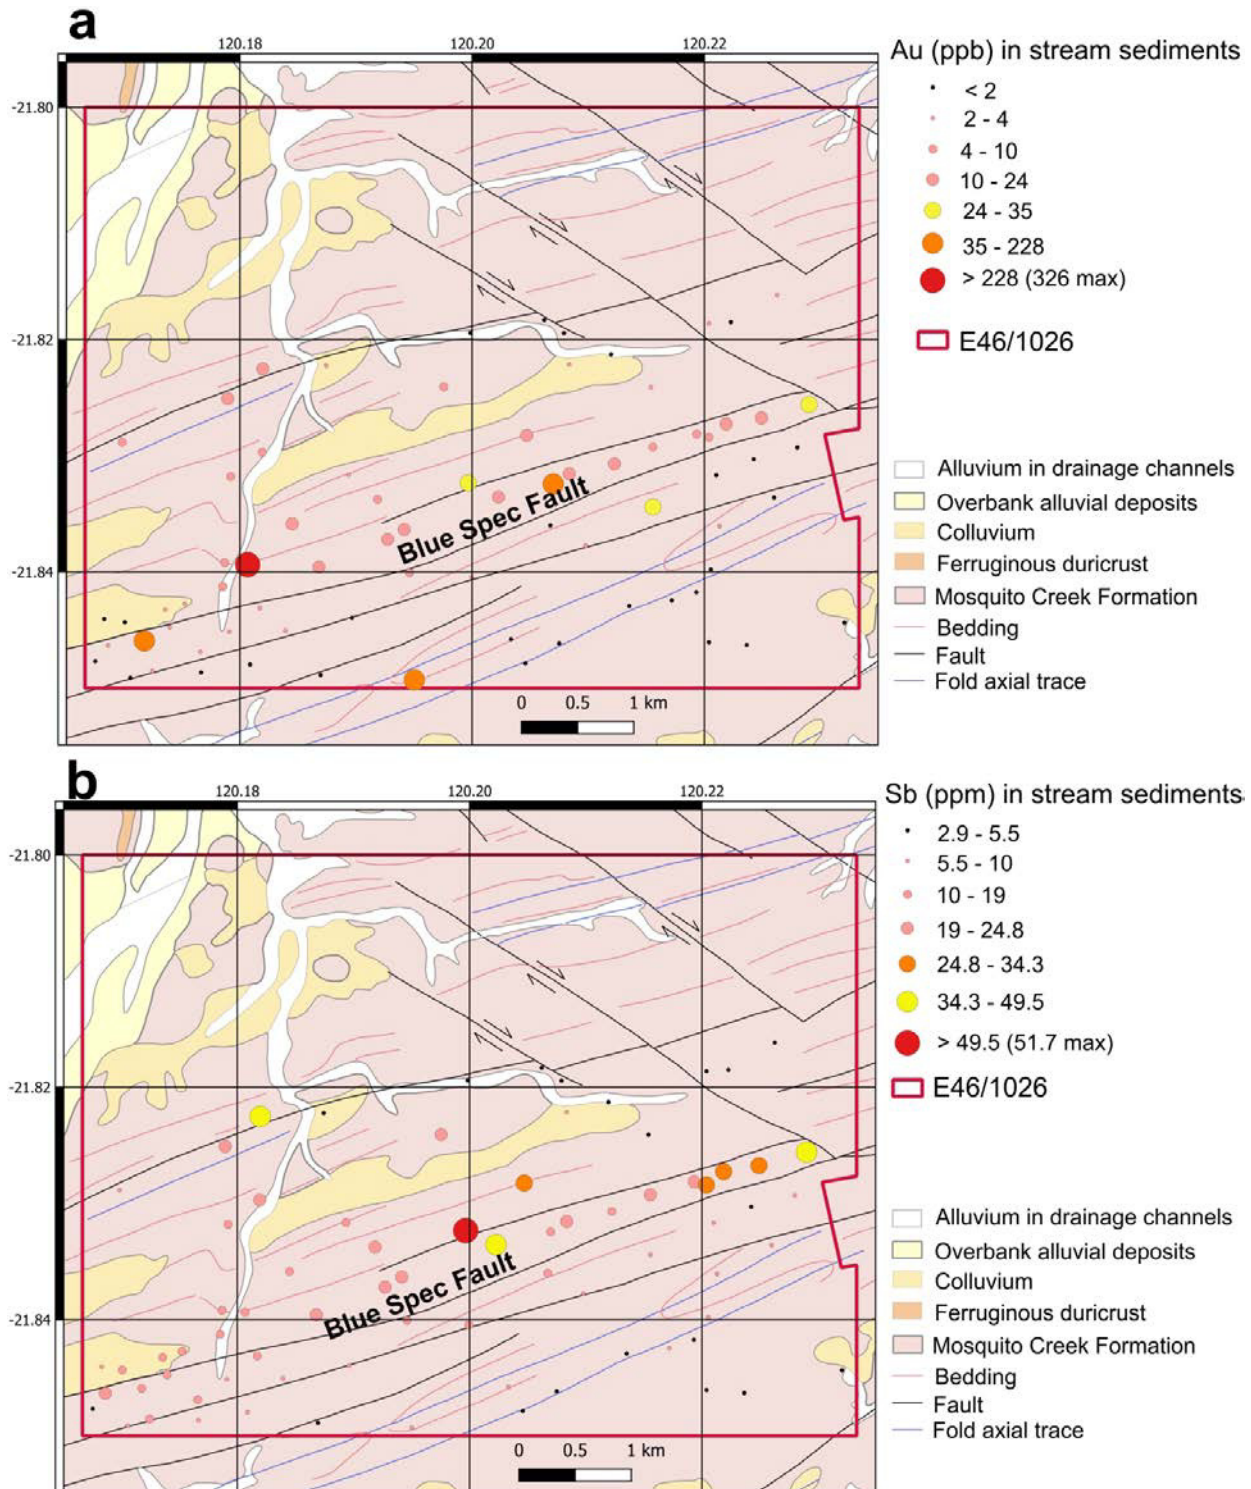 a
120.18 120.20 120.22
-21.80
-21.82
-21.84
Blue Spec Fault
0 0.5 1 km
Au (ppb) in stream sediments
< 2
2 - 4
4 - 10
10 - 24
24 - 35
35 - 228
> 228 (326 max)
E46/1026
Alluvium in drainage channels
Overbank alluvial deposits
Colluvium
Ferruginous duricrust
Mosquito Creek Formation
Bedding
Fault
Fold axial trace
b
120.18 120.20 120.22
-21.80
-21.82
-21.84
Blue Spec Fault
0 0.5 1 km
Sb (ppm) in stream sediments
2.9 - 5.5
5.5 - 10
10 - 19
19 - 24.8
24.8 - 34.3
34.3 - 49.5
> 49.5 (51.7 max)
E46/1026
Alluvium in drainage channels
Overbank alluvial deposits
Colluvium
Ferruginous duricrust
Mosquito Creek Formation
Bedding
Fault
Fold axial trace